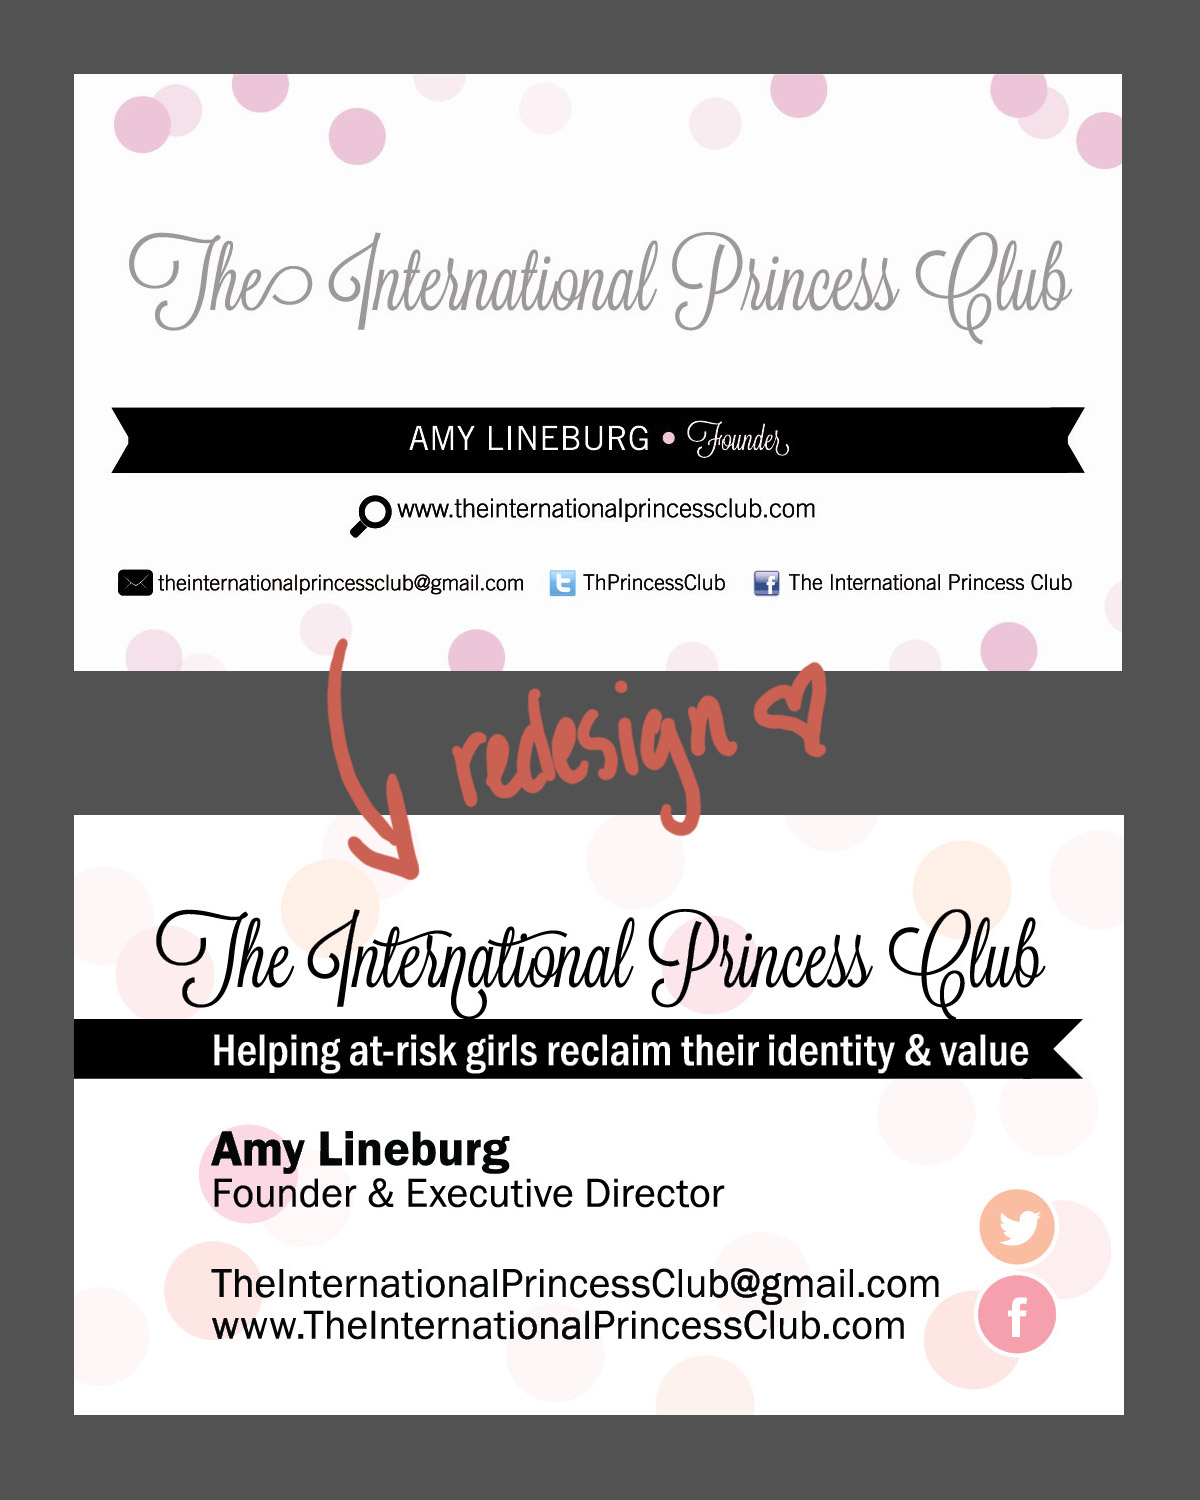 The International Princess Club
AMY LINEBURG • Founder
www.theinternationalprincessclub.com
theinternationalprincessclub@gmail.com ThPrincessClub The International Princess Club
redesign
The International Princess Club
Helping at-risk girls reclaim their identity & value
Amy Lineburg
Founder & Executive Director
TheInternationalPrincessClub@gmail.com
www.TheInternationalPrincessClub.com